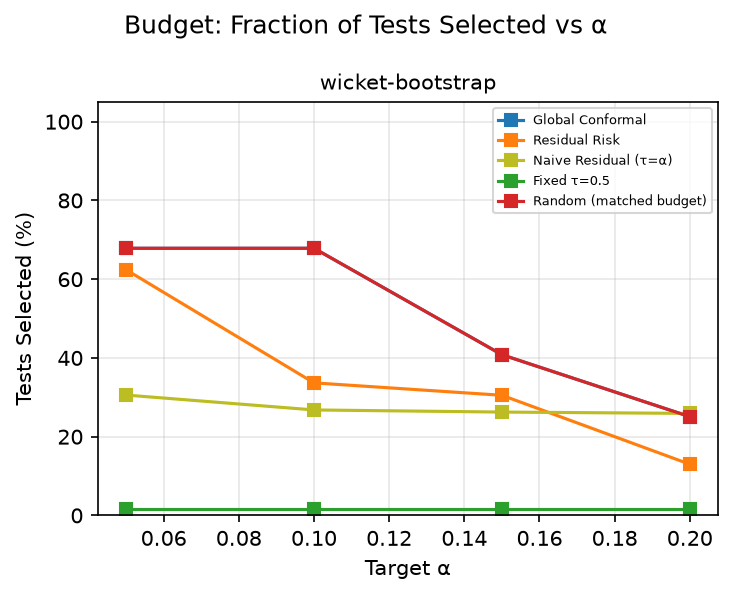 Budget: Fraction of Tests Selected vs α
wicket-bootstrap
Global Conformal
Residual Risk
Naive Residual (τ=α)
Fixed τ=0.5
Random (matched budget)
Tests Selected (%)
100
80
60
40
20
0
0.06 0.08 0.10 0.12 0.14 0.16 0.18 0.20
Target α